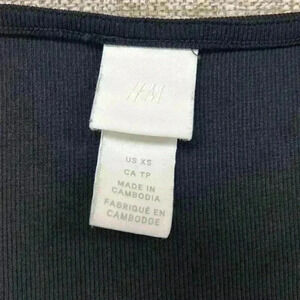 H&M
US XS
CA TP
MADE IN
CAMBODIA
FABRIQUÉ EN
CAMBODGE